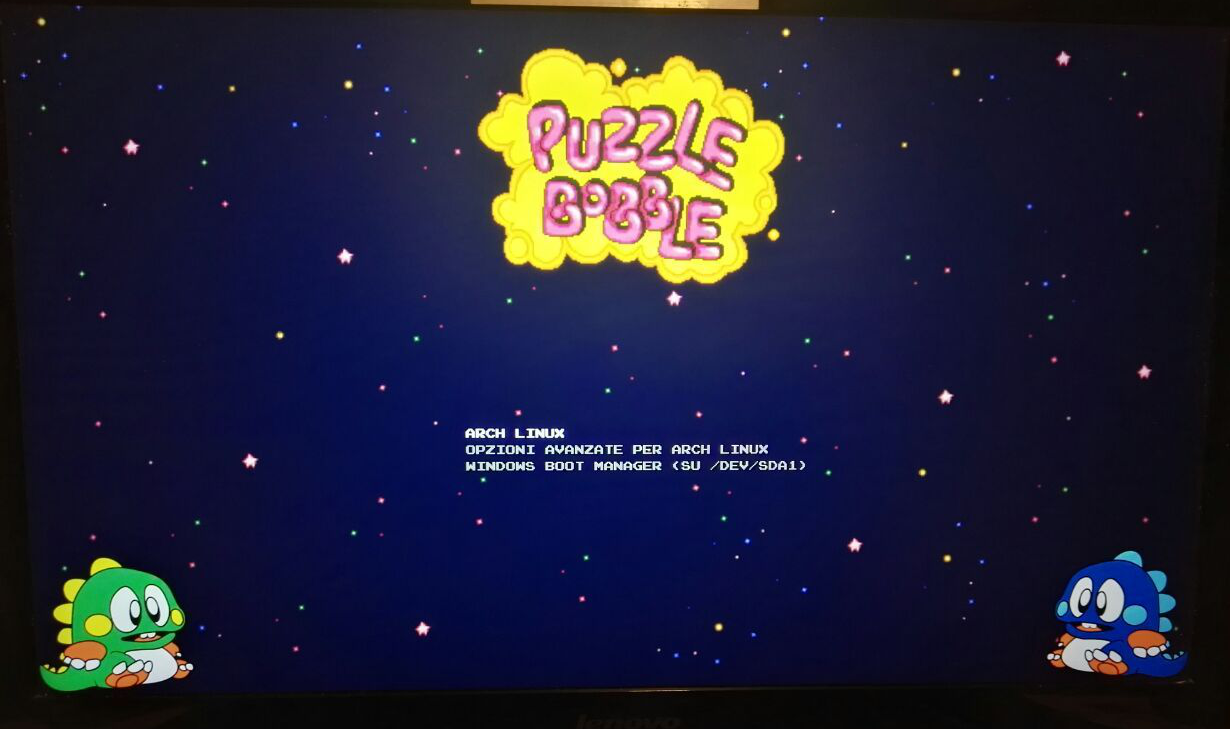 PUZZLE
BOBBLE
ARCH LINUX
OPZIONI AVANZATE PER ARCH LINUX
WINDOWS BOOT MANAGER (SU /DEV/SDA1)
lenovo